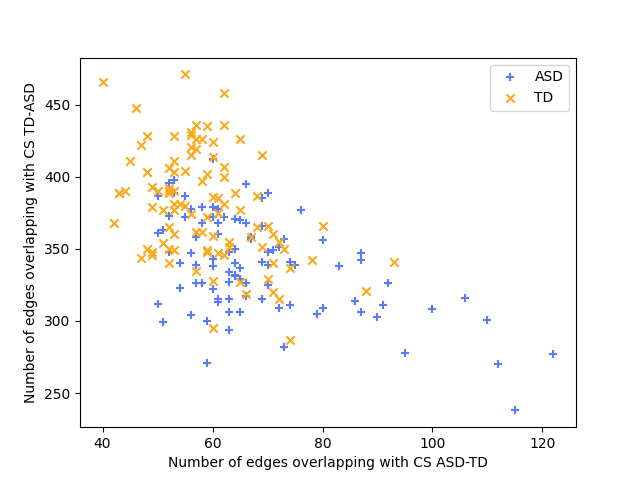 ASD
TD
Number of edges overlapping with CS TD-ASD
450
400
350
300
250
40
60
80
100
120
Number of edges overlapping with CS ASD-TD